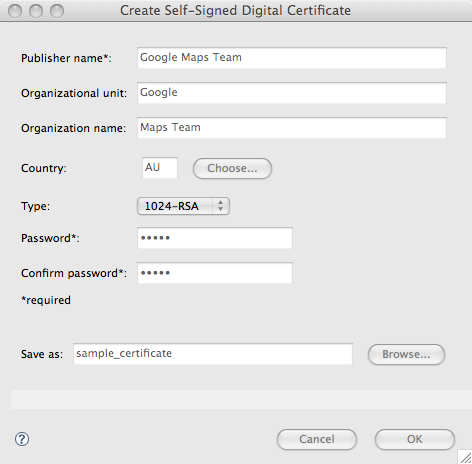 Create Self-Signed Digital Certificate
Publisher name*: Google Maps Team
Organizational unit: Google
Organization name: Maps Team
Country: AU Choose...
Type: 1024-RSA
Password*: •••••
Confirm password*: •••••
*required
Save as: sample_certificate Browse...
? Cancel OK